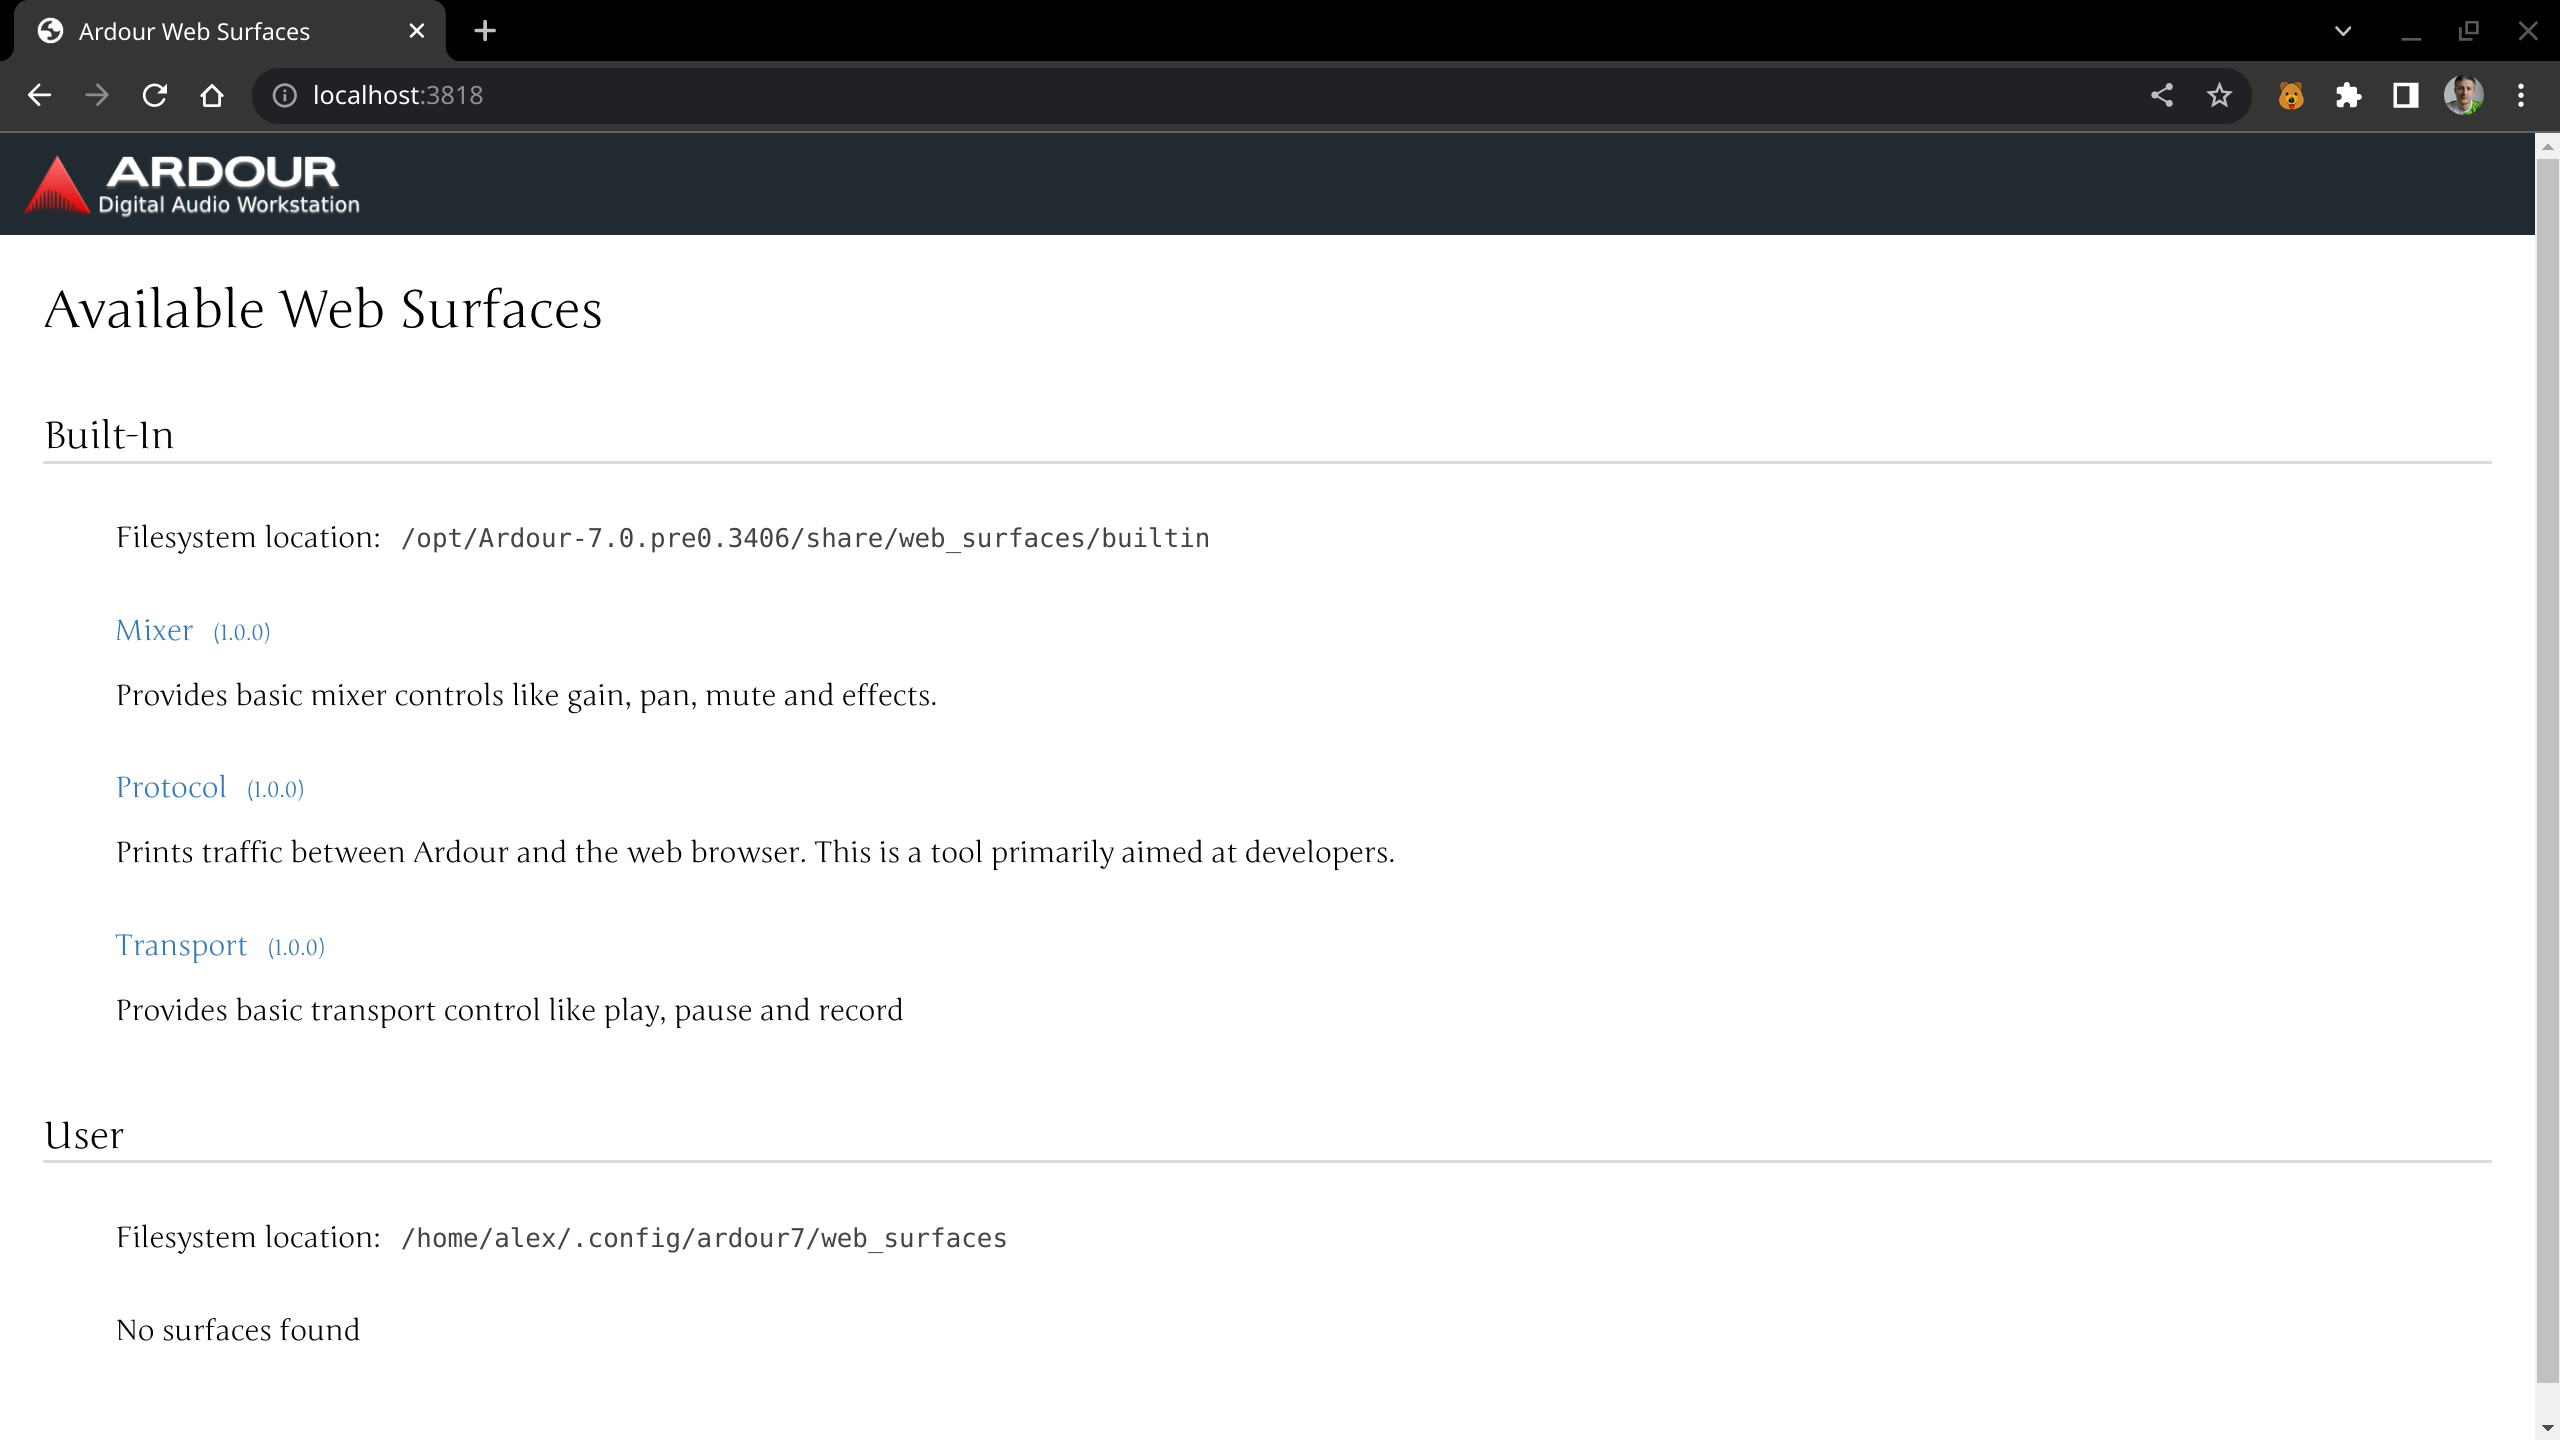 Ardour Web Surfaces
localhost:3818
ARDOUR
Digital Audio Workstation
Available Web Surfaces
Built-In
Filesystem location: /opt/Ardour-7.0.pre0.3406/share/web_surfaces/builtin
Mixer (1.0.0)
Provides basic mixer controls like gain, pan, mute and effects.
Protocol (1.0.0)
Prints traffic between Ardour and the web browser. This is a tool primarily aimed at developers.
Transport (1.0.0)
Provides basic transport control like play, pause and record
User
Filesystem location: /home/alex/.config/ardour7/web_surfaces
No surfaces found